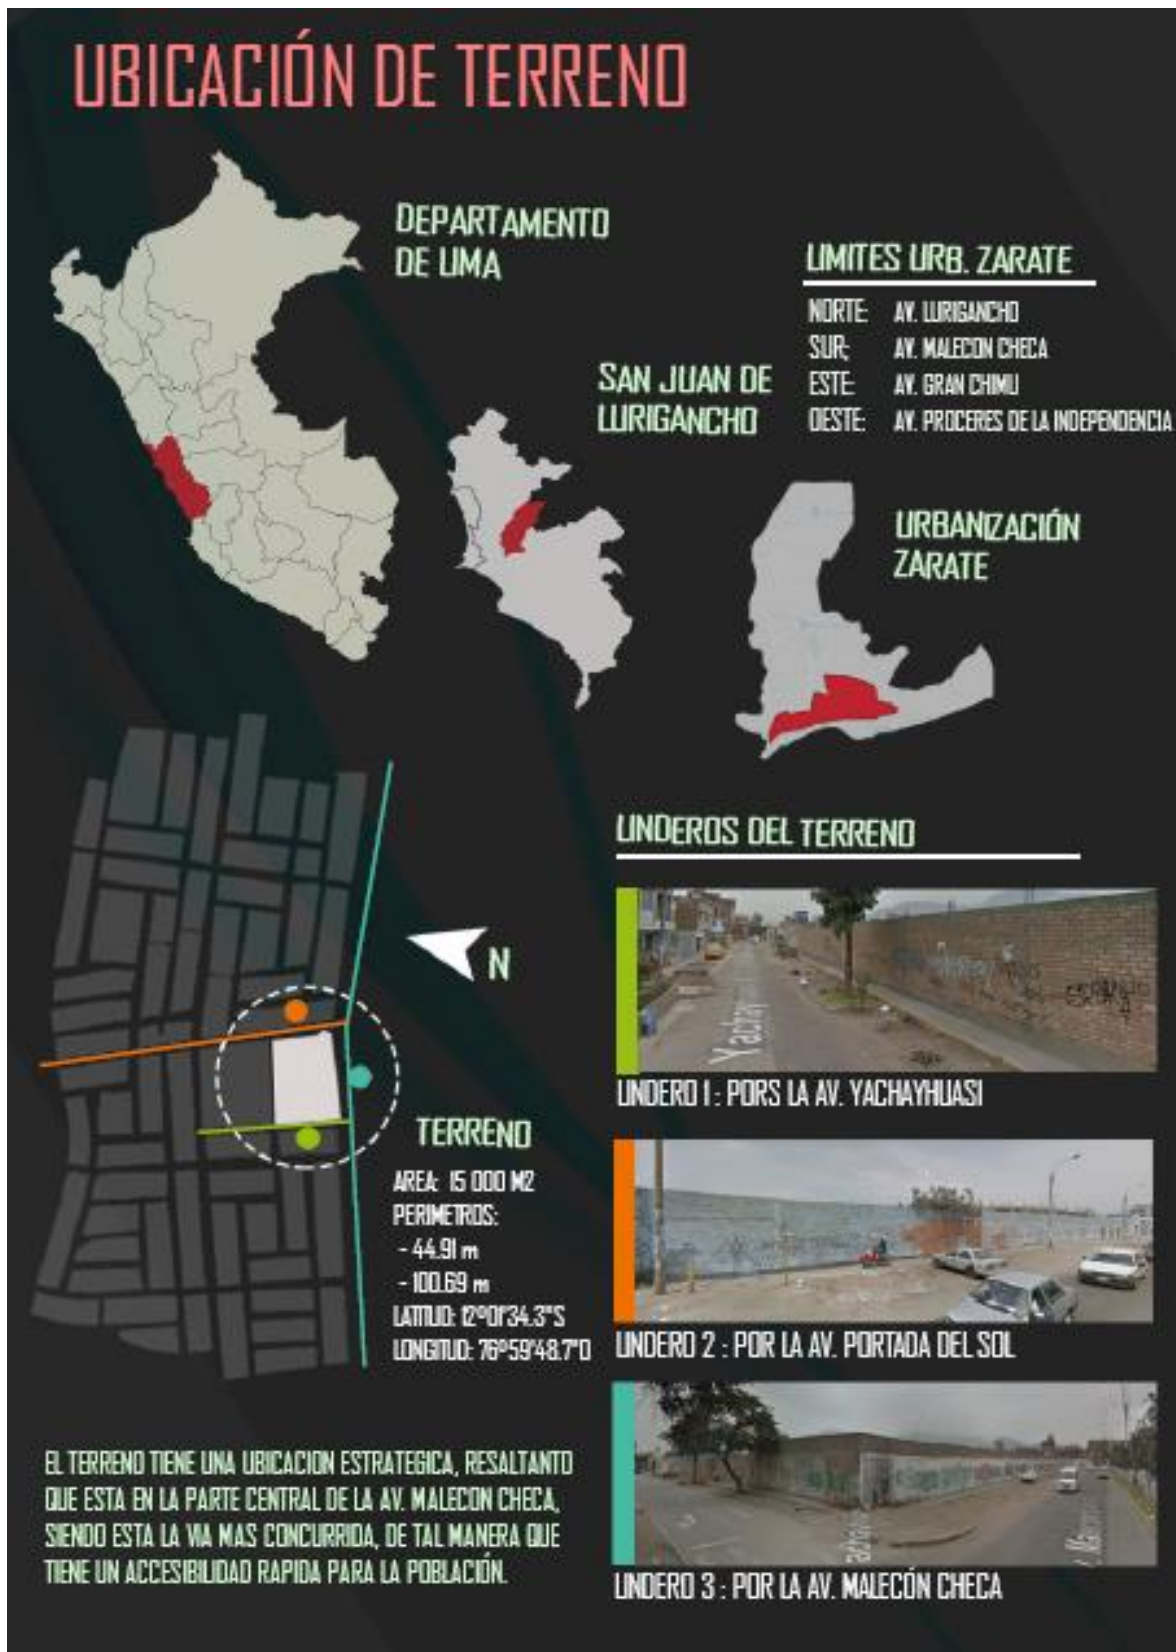 UBICACIÓN DE TERRENO
DEPARTAMENTO
DE LIMA
LIMITES URB. ZARATE
NORTE: AV. LURIGANCHO
SUR; AV. MALECON CHECA
ESTE: AV. GRAN CHIMU
OESTE: AV. PROCERES DE LA INDEPENDENCIA
SAN JUAN DE
LURIGANCHO
URBANIZACIÓN
ZARATE
N
TERRENO
AREA: 15 000 M2
PERIMETROS:
- 44.91 m
- 100.69 m
LATITUD: 12º01'34.3"S
LONGITUD: 76º59'48.7"O
EL TERRENO TIENE UNA UBICACION ESTRATEGICA, RESALTANTO
QUE ESTA EN LA PARTE CENTRAL DE LA AV. MALECON CHECA,
SIENDO ESTA LA VIA MAS CONCURRIDA, DE TAL MANERA QUE
TIENE UN ACCESIBILIDAD RAPIDA PARA LA POBLACIÓN.
LINDEROS DEL TERRENO
Yachay
LINDERO 1 : PORS LA AV. YACHAYHUASI
LINDERO 2 : POR LA AV. PORTADA DEL SOL
LINDERO 3 : POR LA AV. MALECÓN CHECA